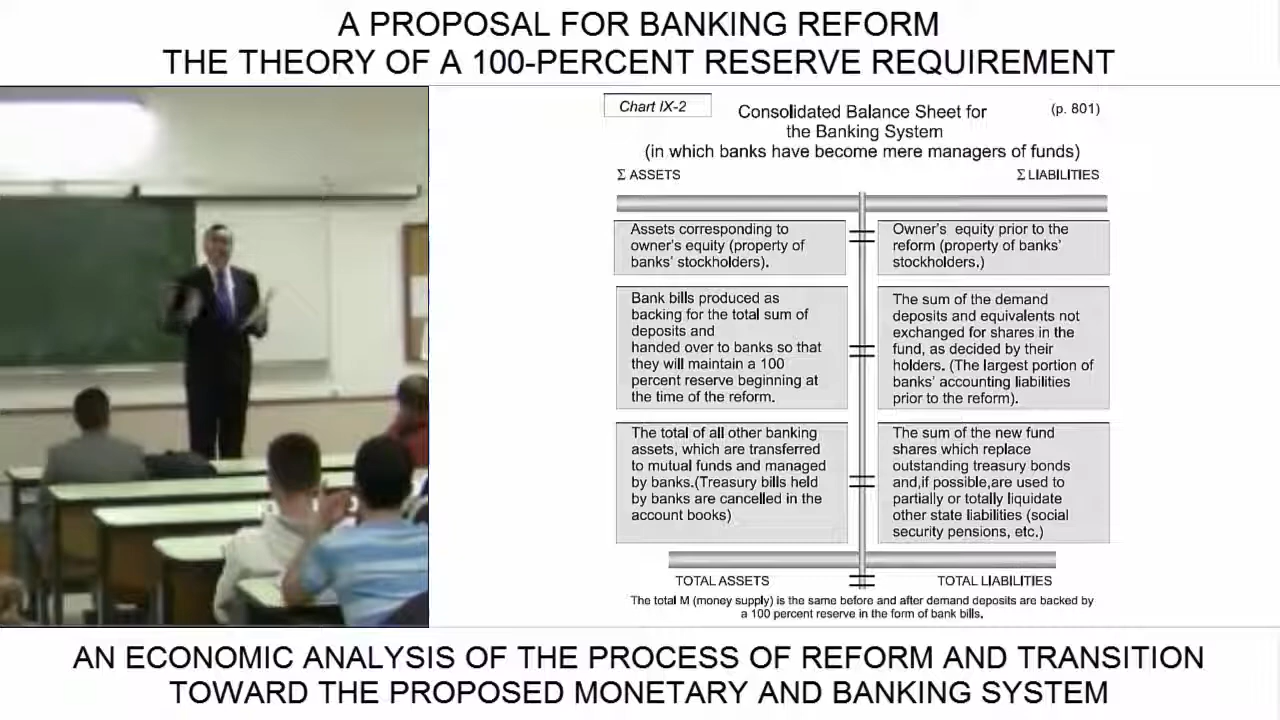 A PROPOSAL FOR BANKING REFORM
THE THEORY OF A 100-PERCENT RESERVE REQUIREMENT
Chart IX-2
Consolidated Balance Sheet for
the Banking System
(in which banks have become mere managers of funds)
(p. 801)
Σ ASSETS
Σ LIABILITIES
Assets corresponding to
owner's equity (property of
banks' stockholders).
Owner's equity prior to the
reform (property of banks'
stockholders.)
Bank bills produced as
backing for the total sum of
deposits and
handed over to banks so that
they will maintain a 100
percent reserve beginning at
the time of the reform.
The sum of the demand
deposits and equivalents not
exchanged for shares in the
fund, as decided by their
holders. (The largest portion of
banks' accounting liabilities
prior to the reform).
The total of all other banking
assets, which are transferred
to mutual funds and managed
by banks.(Treasury bills held
by banks are cancelled in the
account books)
The sum of the new fund
shares which replace
outstanding treasury bonds
and,if possible,are used to
partially or totally liquidate
other state liabilities (social
security pensions, etc.)
TOTAL ASSETS
TOTAL LIABILITIES
The total M (money supply) is the same before and after demand deposits are backed by
a 100 percent reserve in the form of bank bills.
AN ECONOMIC ANALYSIS OF THE PROCESS OF REFORM AND TRANSITION
TOWARD THE PROPOSED MONETARY AND BANKING SYSTEM